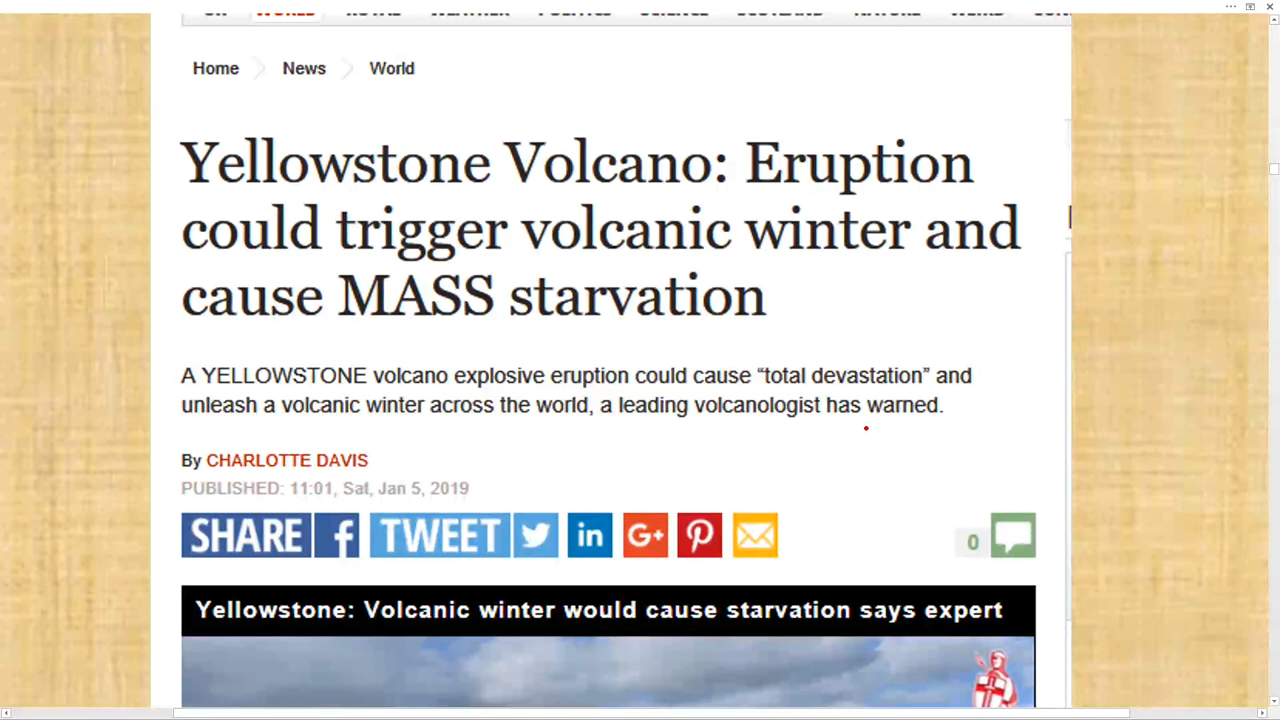 Home News World
Yellowstone Volcano: Eruption
could trigger volcanic winter and
cause MASS starvation
A YELLOWSTONE volcano explosive eruption could cause “total devastation” and
unleash a volcanic winter across the world, a leading volcanologist has warned.
By CHARLOTTE DAVIS
PUBLISHED: 11:01, Sat, Jan 5, 2019
SHARE f TWEET in G+ 0
Yellowstone: Volcanic winter would cause starvation says expert